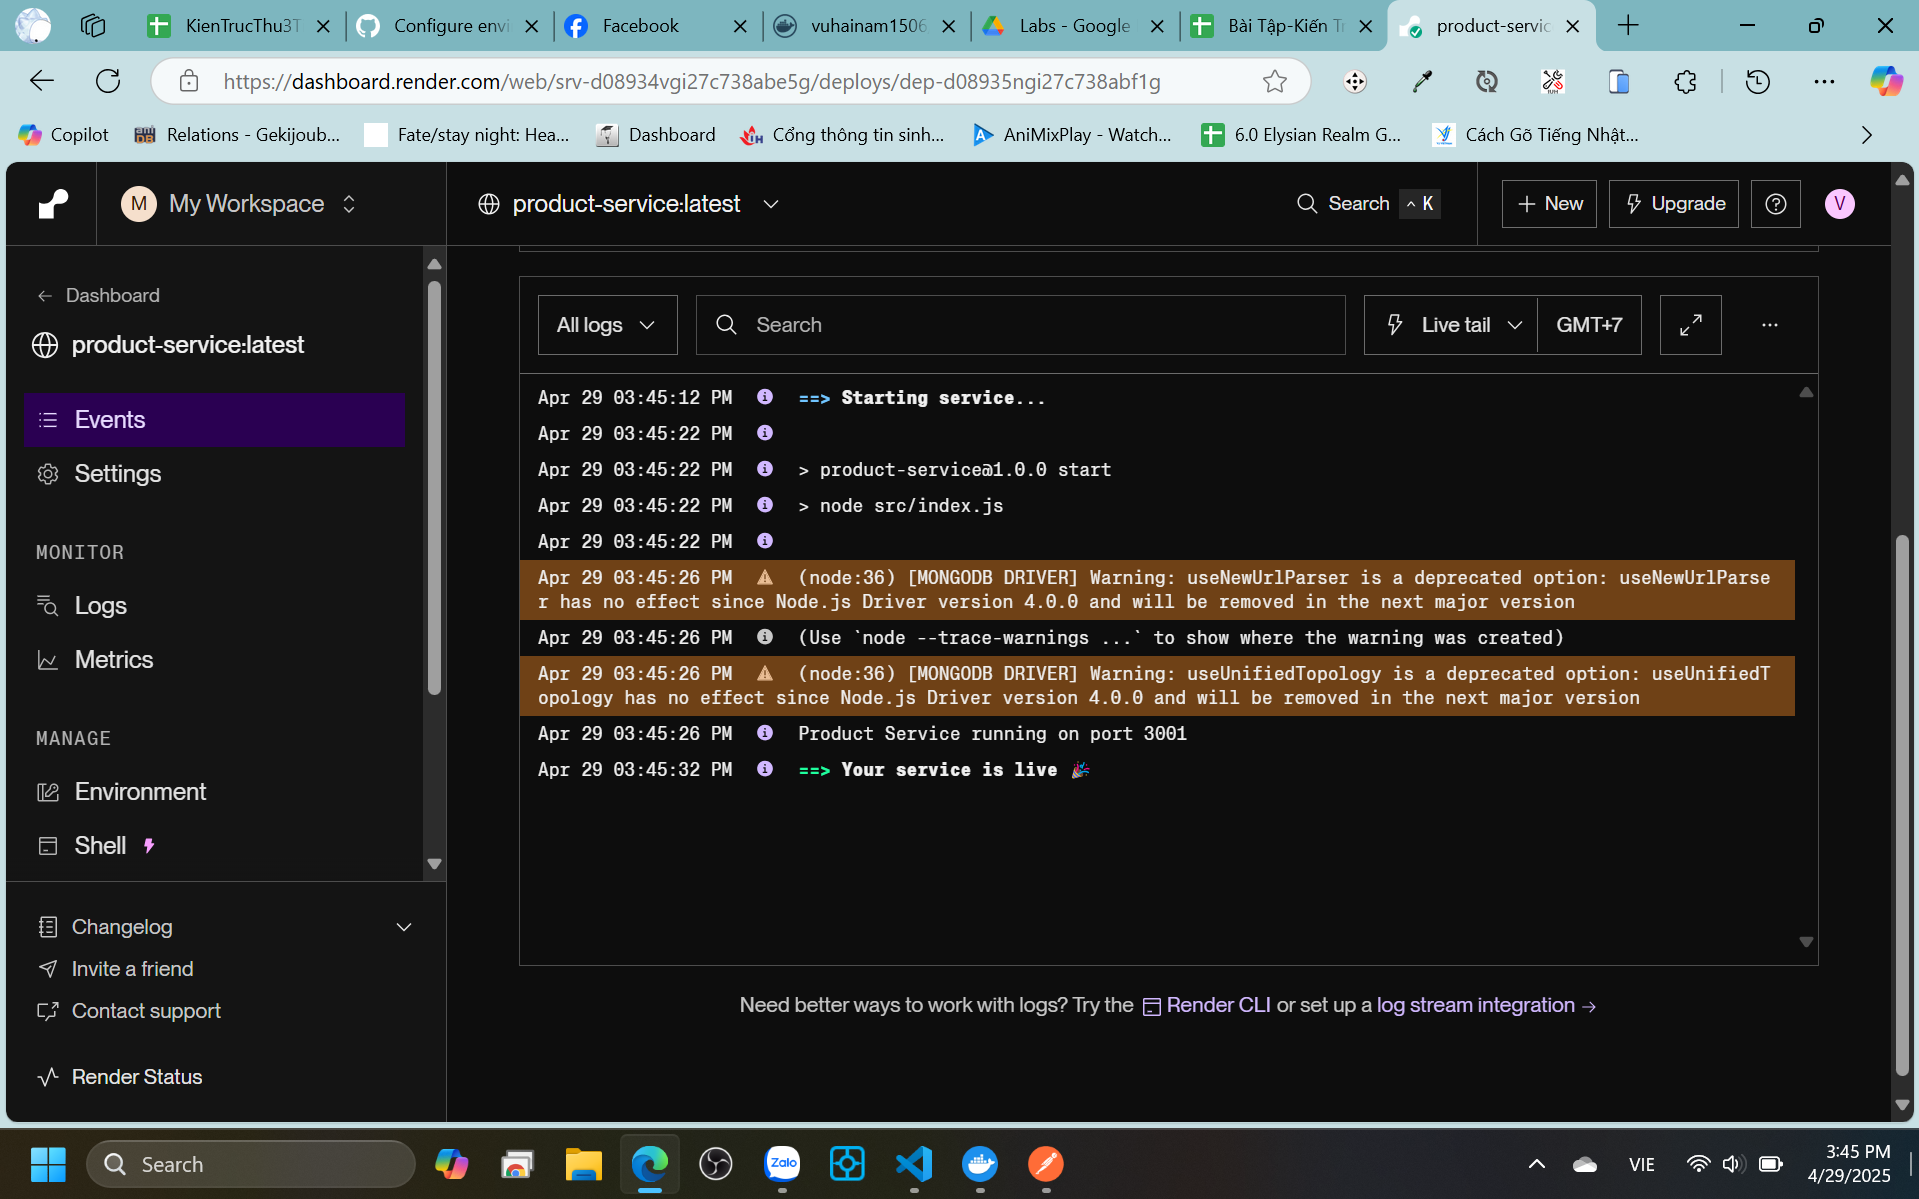 KienTrucThu3T
Configure envi
Facebook
vuhainam1506
Labs - Google
Bài Tập-Kiến Tr
product-servic
https://dashboard.render.com/web/srv-d08934vgi27c738abe5g/deploys/dep-d08935ngi27c738abf1g
Copilot
Relations - Gekijoub...
Fate/stay night: Hea...
Dashboard
Cổng thông tin sinh...
AniMixPlay - Watch...
6.0 Elysian Realm G...
Cách Gõ Tiếng Nhật...
M My Workspace
product-service:latest
Search ^ K
+ New
Upgrade
V
← Dashboard
product-service:latest
Events
Settings
MONITOR
Logs
Metrics
MANAGE
Environment
Shell
Changelog
Invite a friend
Contact support
Render Status
All logs
Search
Live tail
GMT+7
Apr 29 03:45:12 PM ==> Starting service...
Apr 29 03:45:22 PM
Apr 29 03:45:22 PM > product-service@1.0.0 start
Apr 29 03:45:22 PM > node src/index.js
Apr 29 03:45:22 PM
Apr 29 03:45:26 PM (node:36) [MONGODB DRIVER] Warning: useNewUrlParser is a deprecated option: useNewUrlParse
r has no effect since Node.js Driver version 4.0.0 and will be removed in the next major version
Apr 29 03:45:26 PM (Use `node --trace-warnings ...` to show where the warning was created)
Apr 29 03:45:26 PM (node:36) [MONGODB DRIVER] Warning: useUnifiedTopology is a deprecated option: useUnifiedT
opology has no effect since Node.js Driver version 4.0.0 and will be removed in the next major version
Apr 29 03:45:26 PM Product Service running on port 3001
Apr 29 03:45:32 PM ==> Your service is live 🎉
Need better ways to work with logs? Try the Render CLI or set up a log stream integration →
Search
Zalo
VIE
3:45 PM
4/29/2025